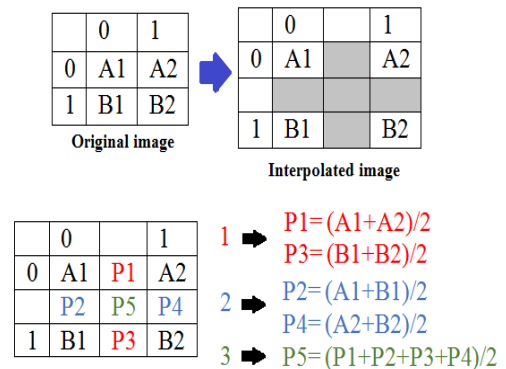 0 1
0 A1 A2
1 B1 B2
Original image
0 1
0 A1 A2
1 B1 B2
Interpolated image
0 1
0 A1 P1 A2
P2 P5 P4
1 B1 P3 B2
1 P1=(A1+A2)/2
P3=(B1+B2)/2
2 P2=(A1+B1)/2
P4=(A2+B2)/2
3 P5=(P1+P2+P3+P4)/2